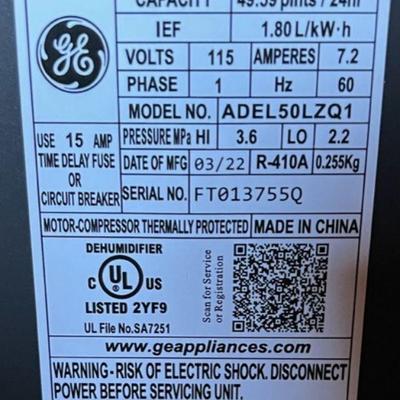 CAPACITY 49.59 pints / 24hr
GE IEF 1.80 L/kW·h
VOLTS 115 AMPERES 7.2
PHASE 1 Hz 60
MODEL NO. ADEL50LZQ1
USE 15 AMP
TIME DELAY FUSE
OR
CIRCUIT BREAKER
PRESSURE MPa HI 3.6 LO 2.2
DATE OF MFG 03/22 R-410A 0.255Kg
SERIAL NO. FT013755Q
MOTOR-COMPRESSOR THERMALLY PROTECTED MADE IN CHINA
DEHUMIDIFIER
C UL US
LISTED 2YF9
UL File No.SA7251
Scan for Service
or Registration
www.geappliances.com
WARNING - RISK OF ELECTRIC SHOCK. DISCONNECT
POWER BEFORE SERVICING UNIT.